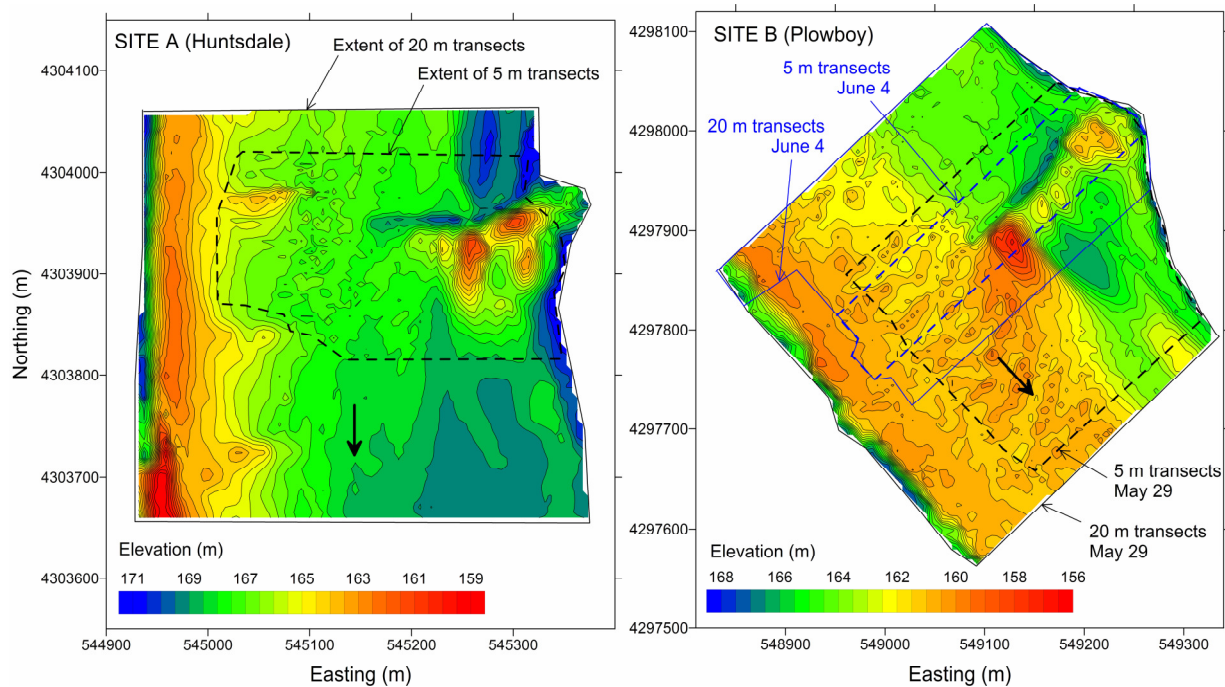 SITE A (Huntsdale)
Extent of 20 m transects
Extent of 5 m transects
4304100
4304000
4303900
4303800
4303700
4303600
Northing (m)
Elevation (m)
171 169 167 165 163 161 159
544900 545000 545100 545200 545300
Easting (m)
SITE B (Plowboy)
5 m transects
June 4
20 m transects
June 4
4298100
4298000
4297900
4297800
4297700
4297600
4297500
5 m transects
May 29
20 m transects
May 29
Elevation (m)
168 166 164 162 160 158 156
548900 549000 549100 549200 549300
Easting (m)